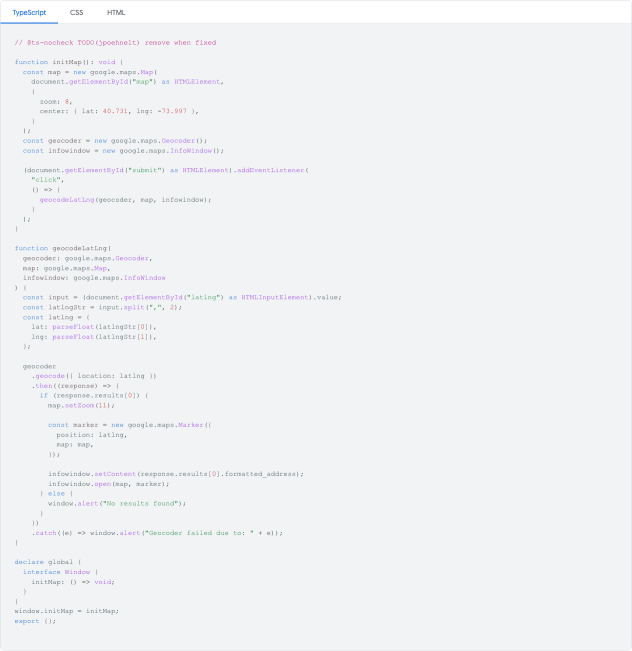 TypeScript CSS HTML
// @ts-nocheck TODO(jpoehnelt) remove when fixed
function initMap(): void {
const map = new google.maps.Map(
document.getElementById("map") as HTMLElement,
{
zoom: 8,
center: { lat: 40.731, lng: -73.997 },
}
);
const geocoder = new google.maps.Geocoder();
const infowindow = new google.maps.InfoWindow();
(document.getElementById("submit") as HTMLElement).addEventListener(
"click",
() => {
geocodeLatLng(geocoder, map, infowindow);
}
);
}
function geocodeLatLng(
geocoder: google.maps.Geocoder,
map: google.maps.Map,
infowindow: google.maps.InfoWindow
) {
const input = (document.getElementById("latlng") as HTMLInputElement).value;
const latlngStr = input.split(",", 2);
const latlng = {
lat: parseFloat(latlngStr[0]),
lng: parseFloat(latlngStr[1]),
};
geocoder
.geocode({ location: latlng })
.then((response) => {
if (response.results[0]) {
map.setZoom(11);
const marker = new google.maps.Marker({
position: latlng,
map: map,
});
infowindow.setContent(response.results[0].formatted_address);
infowindow.open(map, marker);
} else {
window.alert("No results found");
}
})
.catch((e) => window.alert("Geocoder failed due to: " + e));
}
declare global {
interface Window {
initMap: () => void;
}
}
window.initMap = initMap;
export {};